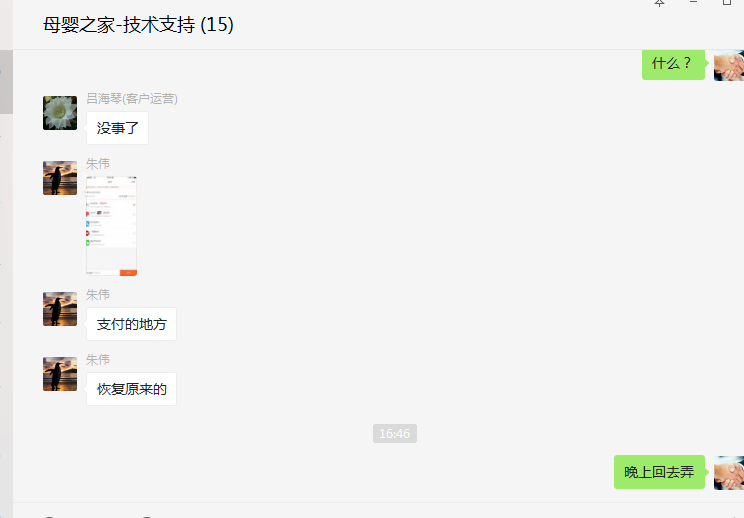 母婴之家-技术支持 (15)
什么？
吕海琴(客户运营)
没事了
朱伟
朱伟
支付的地方
朱伟
恢复原来的
16:46
晚上回去弄